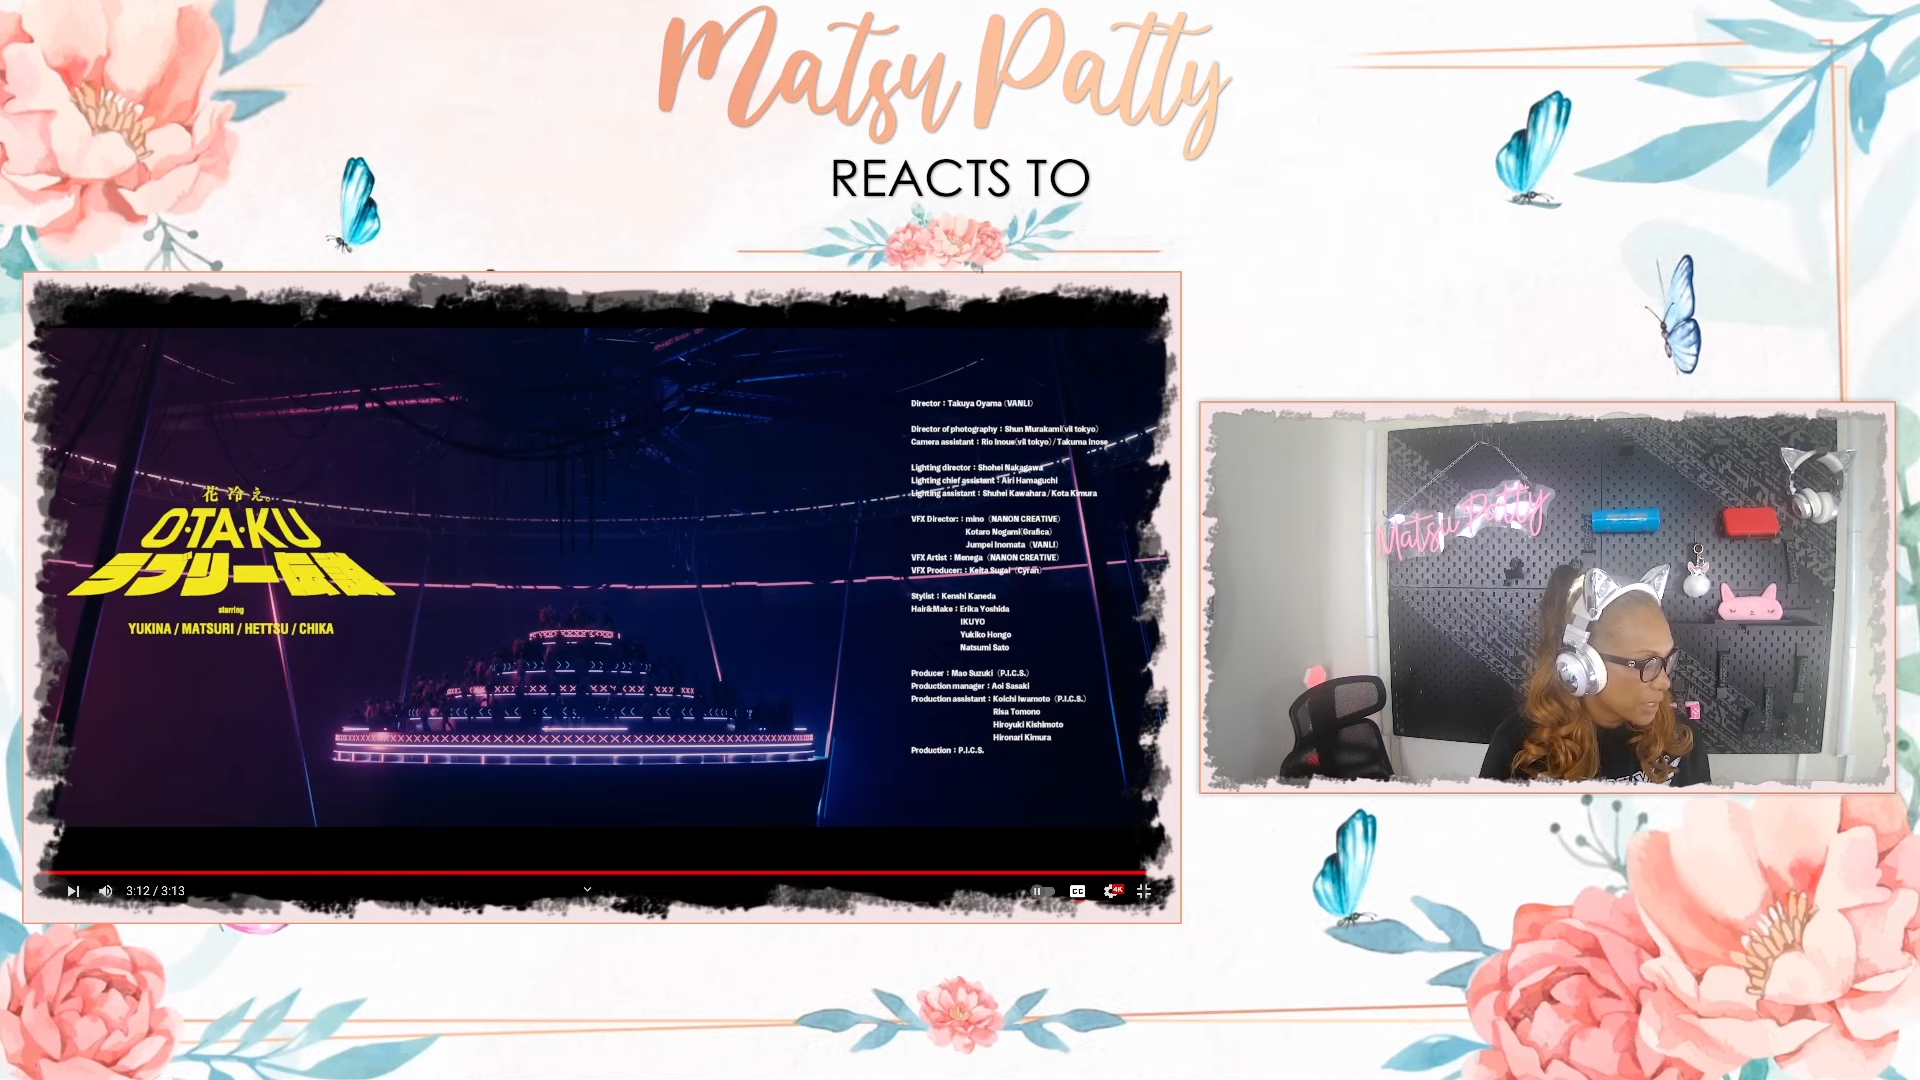 Matsu Patty
REACTS TO
花冷え。
O·TA·KU
ラブリー伝説
starring
YUKINA / MATSURI / HETTSU / CHIKA
Director : Takuya Oyama (VANLI)
Director of photography : Shun Murakami(vil tokyo)
Camera assistant : Rio Inoue(vil tokyo) / Takuma Inose
Lighting director : Shohei Nakagawa
Lighting chief assistant : Airi Hamaguchi
Lighting assistant : Shuhei Kawahara / Kota Kimura
VFX Director: : mino (NANON CREATIVE)
Kotaro Nogami(Grafica)
Jumpei Inomata (VANLI)
VFX Artist : Menega (NANON CREATIVE)
VFX Producer: : Keita Sugai (Cyran)
Stylist : Kenshi Kaneda
Hair&Make : Erika Yoshida
IKUYO
Yukiko Hongo
Natsumi Sato
Producer : Mao Suzuki (P.I.C.S.)
Production manager : Aoi Sasaki
Production assistant : Koichi Iwamoto (P.I.C.S.)
Risa Tomono
Hiroyuki Kishimoto
Hironari Kimura
Production : P.I.C.S.
Matsu Patty
3:12 / 3:13
CC
4K